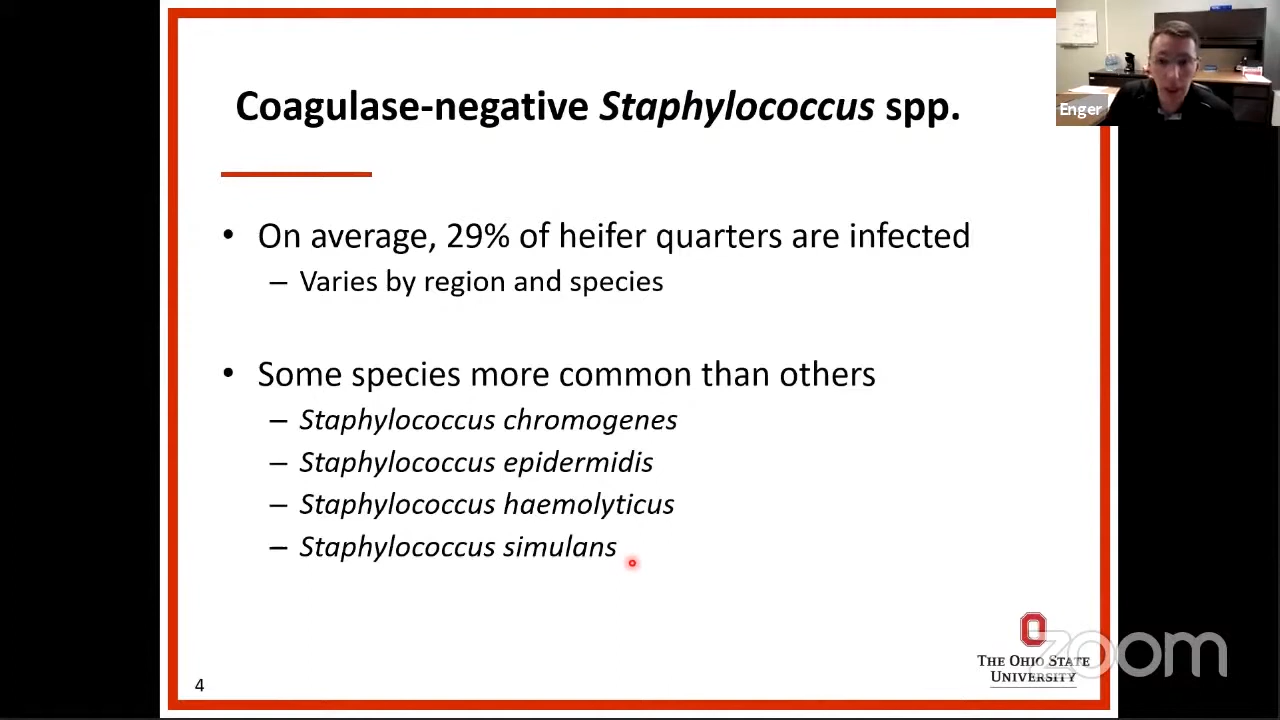 Coagulase-negative Staphylococcus spp.
Enger
• On average, 29% of heifer quarters are infected
– Varies by region and species
• Some species more common than others
– Staphylococcus chromogenes
– Staphylococcus epidermidis
– Staphylococcus haemolyticus
– Staphylococcus simulans
THE OHIO STATE
UNIVERSITY
zoom
4